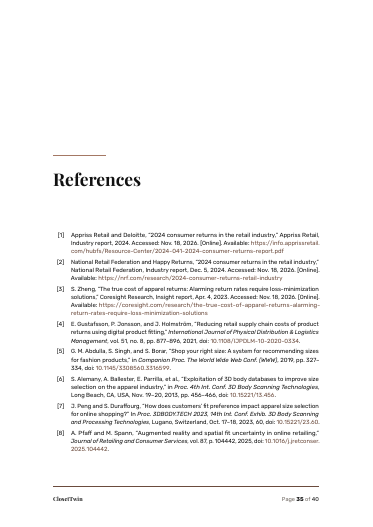 References
[1] Appriss Retail and Deloitte, "2024 consumer returns in the retail industry," Appriss Retail,
Industry report, 2024. Accessed: Nov. 18, 2026. [Online]. Available: https://info.apprissretail.
com/hubfs/Resource-Center/2024-041-2024-consumer-returns-report.pdf
[2] National Retail Federation and Happy Returns, "2024 consumer returns in the retail industry,"
National Retail Federation, Industry report, Dec. 5, 2024. Accessed: Nov. 18, 2026. [Online].
Available: https://nrf.com/research/2024-consumer-returns-retail-industry
[3] S. Zheng, "The true cost of apparel returns: Alarming return rates require loss-minimization
solutions," Coresight Research, Insight report, Apr. 4, 2023. Accessed: Nov. 18, 2026. [Online].
Available: https://coresight.com/research/the-true-cost-of-apparel-returns-alarming-
return-rates-require-loss-minimization-solutions
[4] E. Gustafsson, P. Jonsson, and J. Holmström, "Reducing retail supply chain costs of product
returns using digital product fitting," International Journal of Physical Distribution & Logistics
Management, vol. 51, no. 8, pp. 877–896, 2021, doi: 10.1108/IJPDLM-10-2020-0334.
[5] G. M. Abdulla, S. Singh, and S. Borar, "Shop your right size: A system for recommending sizes
for fashion products," in Companion Proc. The World Wide Web Conf. (WWW), 2019, pp. 327–
334, doi: 10.1145/3308560.3316599.
[6] S. Alemany, A. Ballester, E. Parrilla, et al., "Exploitation of 3D body databases to improve size
selection on the apparel industry," in Proc. 4th Int. Conf. 3D Body Scanning Technologies,
Long Beach, CA, USA, Nov. 19–20, 2013, pp. 456–466, doi: 10.15221/13.456.
[7] J. Peng and S. Duraffourg, "How does customers' fit preference impact apparel size selection
for online shopping?" in Proc. 3DBODY.TECH 2023, 14th Int. Conf. Exhib. 3D Body Scanning
and Processing Technologies, Lugano, Switzerland, Oct. 17–18, 2023, 60, doi: 10.15221/23.60.
[8] A. Pfaff and M. Spann, "Augmented reality and spatial fit uncertainty in online retailing,"
Journal of Retailing and Consumer Services, vol. 87, p. 104442, 2025, doi: 10.1016/j.jretconser.
2025.104442.
ClosetTwin Page 35 of 40